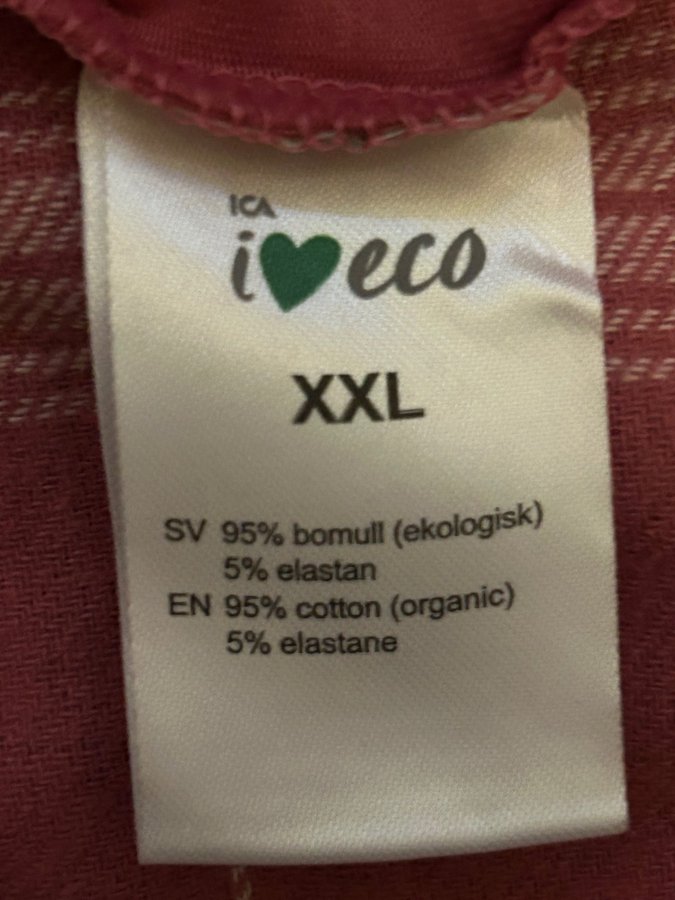 ICA
i♥eco
XXL
SV 95% bomull (ekologisk)
5% elastan
EN 95% cotton (organic)
5% elastane